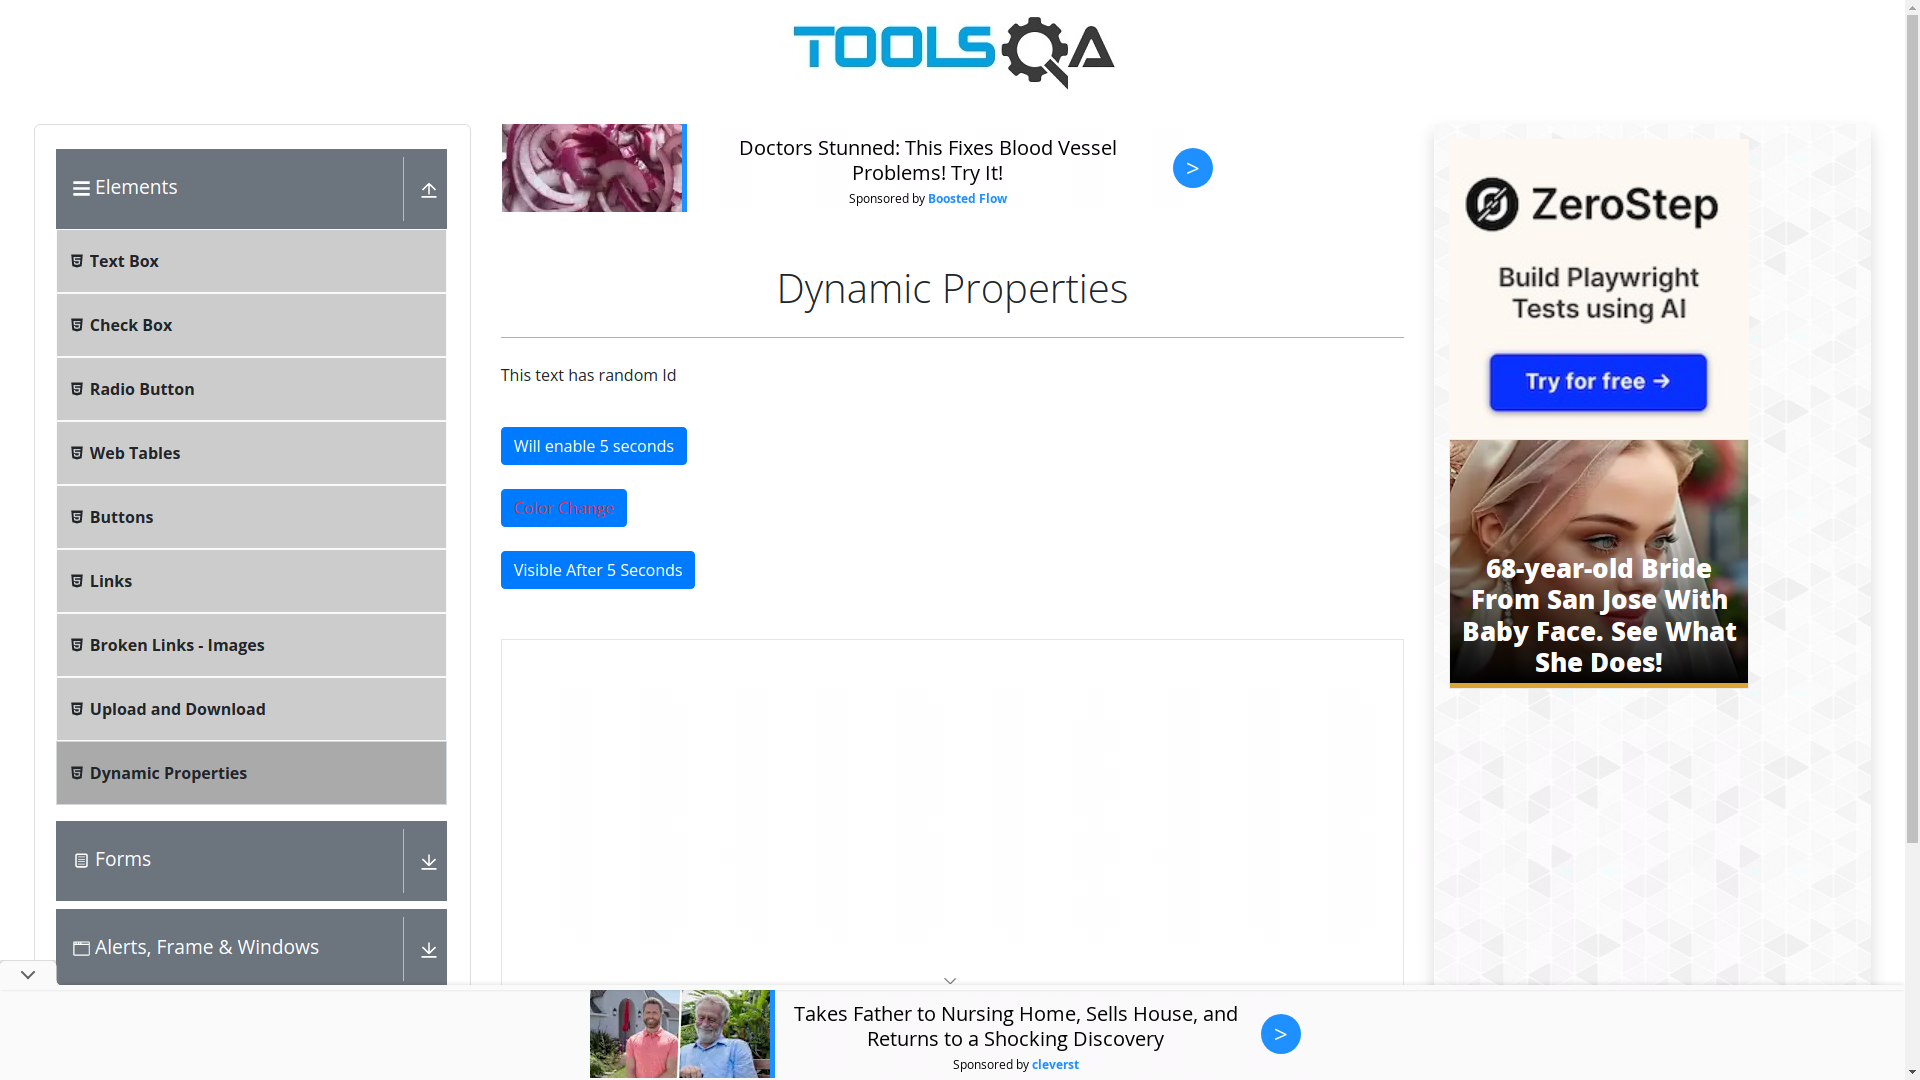 TOOLSQA
Elements
Text Box
Check Box
Radio Button
Web Tables
Buttons
Links
Broken Links - Images
Upload and Download
Dynamic Properties
Forms
Alerts, Frame & Windows
Doctors Stunned: This Fixes Blood Vessel
Problems! Try It!
Sponsored by Boosted Flow
>
Dynamic Properties
This text has random Id
Will enable 5 seconds
Color Change
Visible After 5 Seconds
ZeroStep
Build Playwright
Tests using AI
Try for free →
68-year-old Bride
From San Jose With
Baby Face. See What
She Does!
Takes Father to Nursing Home, Sells House, and
Returns to a Shocking Discovery
Sponsored by cleverst
>